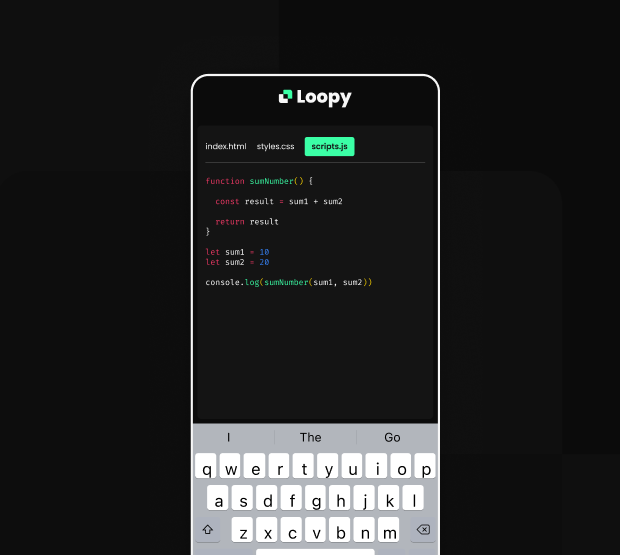 Loopy
index.html styles.css scripts.js
function sumNumber() {
const result = sum1 + sum2
return result
}
let sum1 = 10
let sum2 = 20
console.log(sumNumber(sum1, sum2))
I The Go
q w e r t y u i o p
a s d f g h j k l
z x c v b n m